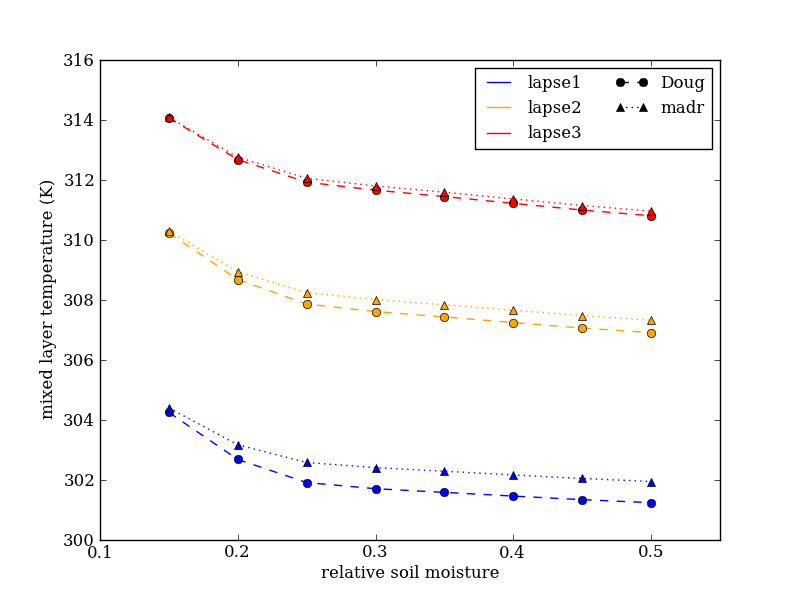 316
314
312
310
308
306
304
302
300
0.1
0.2
0.3
0.4
0.5
relative soil moisture
mixed layer temperature (K)
lapse1
lapse2
lapse3
Doug
madr